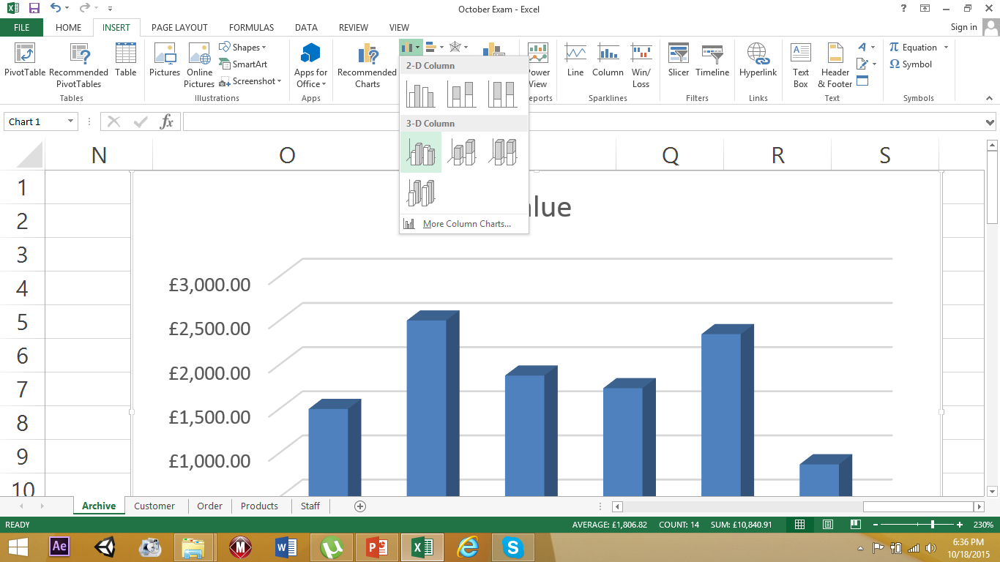 October Exam - Excel
?
FILE HOME INSERT PAGE LAYOUT FORMULAS DATA REVIEW VIEW Sign in
PivotTable Recommended PivotTables Table
Tables
Pictures Online Pictures Shapes SmartArt Screenshot
Illustrations
Apps for Office
Apps
Recommended Charts
Line Column Win/ Loss
Sparklines
Slicer Timeline
Filters
Hyperlink
Links
Text Box Header & Footer
Text
π Equation
Ω Symbol
Symbols
2-D Column
3-D Column
More Column Charts...
Chart 1 fx
N O Q R S
1
2
3
4
5
6
7
8
9
10
£3,000.00
£2,500.00
£2,000.00
£1,500.00
£1,000.00
Archive Customer Order Products Staff
READY AVERAGE: £1,806.82 COUNT: 14 SUM: £10,840.91 230%
Ae M W P X S
6:36 PM
10/18/2015